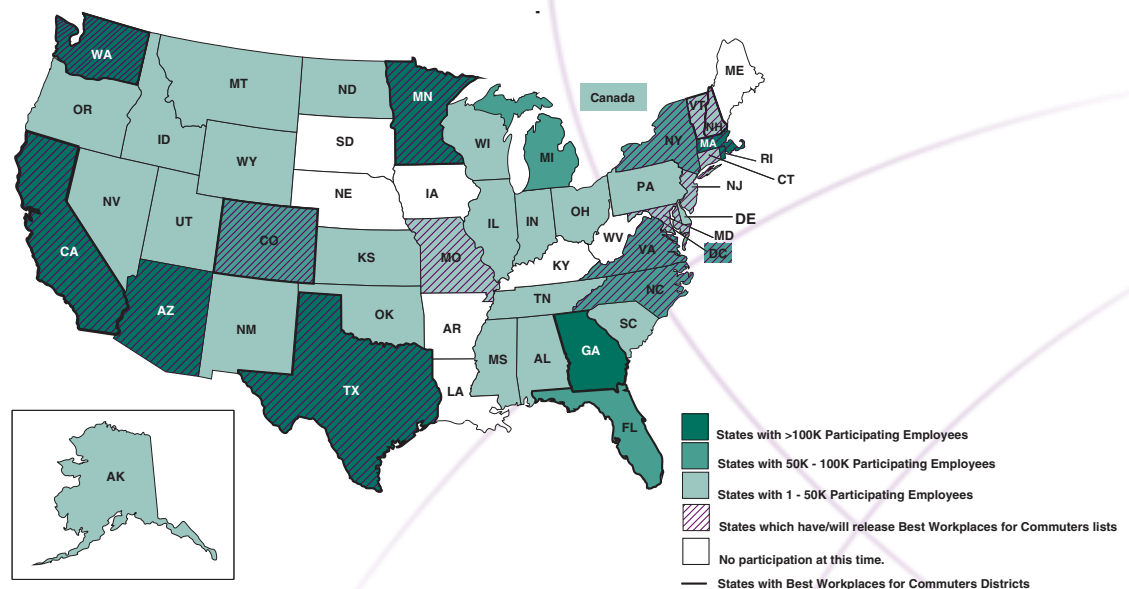 -
WA
MT
ND
MN
OR
ID
SD
WI
Canada
ME
VT
NH
NY
MA
MI
RI
CT
WY
NE
IA
PA
NJ
NV
UT
CO
IL
IN
OH
DE
MD
DC
CA
KS
MO
WV
VA
KY
AZ
NM
OK
TN
NC
AR
SC
MS
AL
GA
TX
LA
FL
AK
States with >100K Participating Employees
States with 50K - 100K Participating Employees
States with 1 - 50K Participating Employees
States which have/will release Best Workplaces for Commuters lists
No participation at this time.
States with Best Workplaces for Commuters Districts